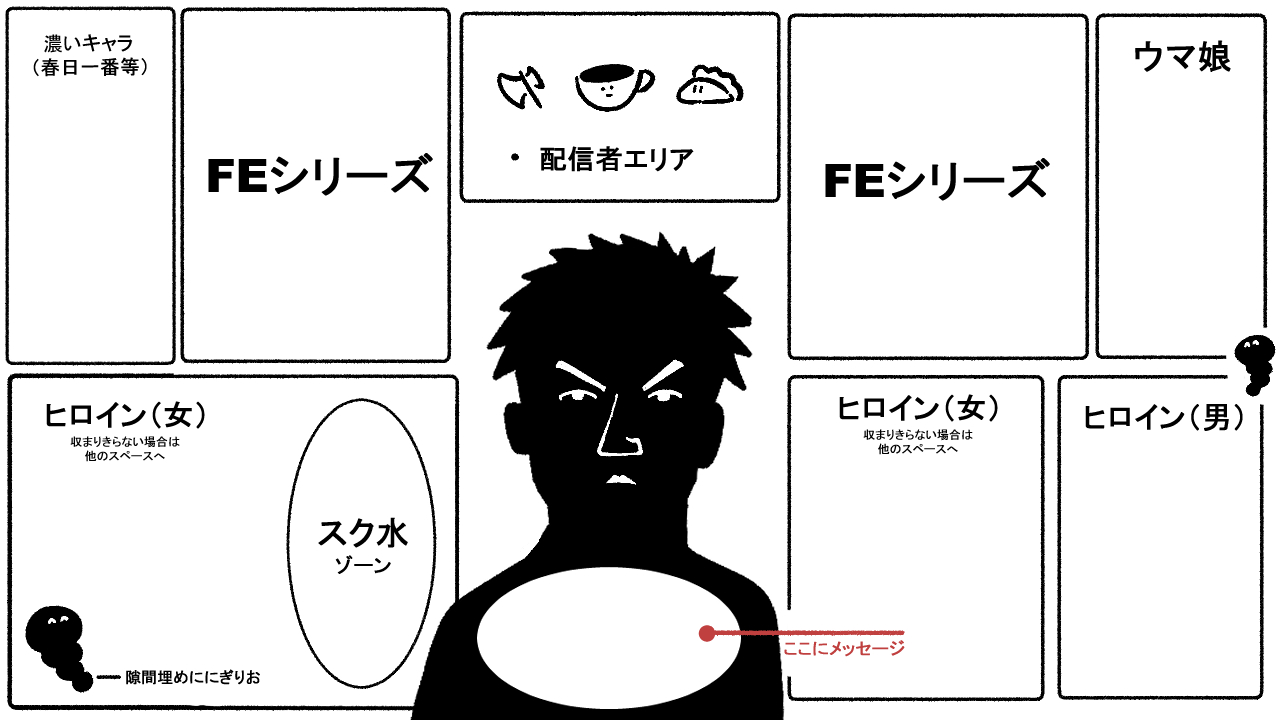 濃いキャラ
（春日一番等）
FEシリーズ
・ 配信者エリア
FEシリーズ
ウマ娘
ヒロイン（女）
収まりきらない場合は
他のスペースへ
スク水
ゾーン
隙間埋めににぎりお
ここにメッセージ
ヒロイン（女）
収まりきらない場合は
他のスペースへ
ヒロイン（男）